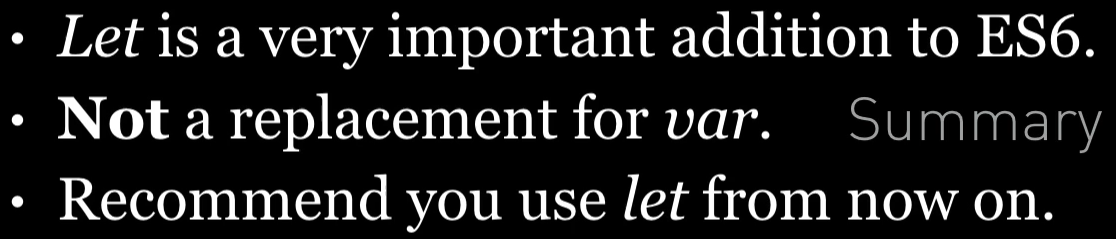 • Let is a very important addition to ES6.
• Not a replacement for var.
Summary
• Recommend you use let from now on.